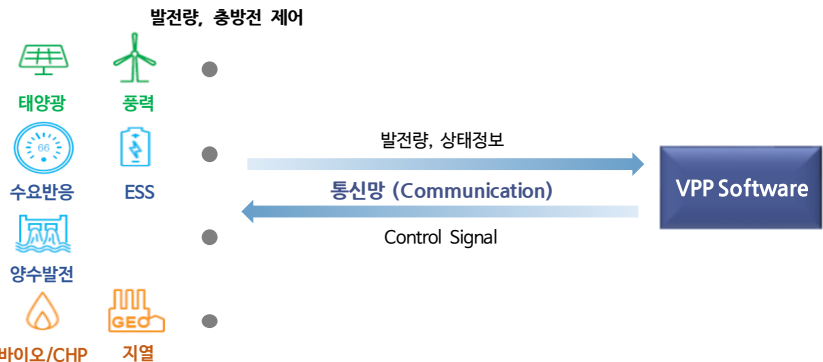 발전량, 충방전 제어
태양광
풍력
발전량, 상태정보
66
수요반응
ESS
통신망 (Communication)
VPP Software
Control Signal
양수발전
GEO
바이오/CHP
지열